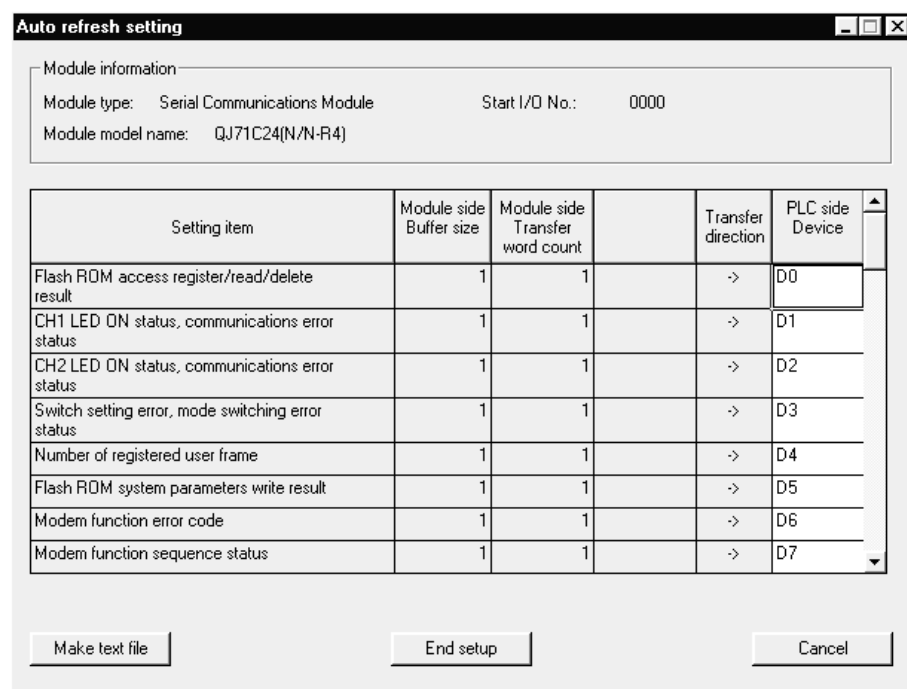 Auto refresh setting
Module information
Module type: Serial Communications Module Start I/O No.: 0000
Module model name: QJ71C24(N/N-R4)
Setting item Module side Buffer size Module side Transfer word count Transfer direction PLC side Device
Flash ROM access register/read/delete result 1 1 -> D0
CH1 LED ON status, communications error status 1 1 -> D1
CH2 LED ON status, communications error status 1 1 -> D2
Switch setting error, mode switching error status 1 1 -> D3
Number of registered user frame 1 1 -> D4
Flash ROM system parameters write result 1 1 -> D5
Modem function error code 1 1 -> D6
Modem function sequence status 1 1 -> D7
Make text file End setup Cancel